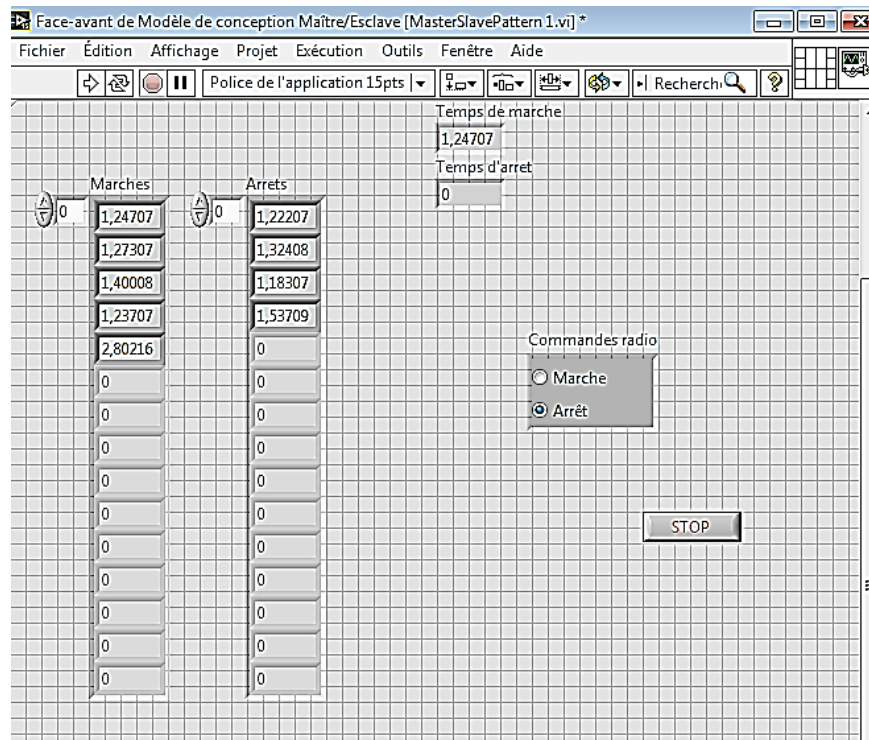 Face-avant de Modèle de conception Maître/Esclave [MasterSlavePattern 1.vi] *
Fichier Édition Affichage Projet Exécution Outils Fenêtre Aide
Police de l'application 15pts Recherch
Temps de marche
1,24707
Temps d'arret
0
Marches Arrets
0 1,24707 0 1,22207
1,27307 1,32408
1,40008 1,18307
1,23707 1,53709
2,80216 0
0 0
0 0
0 0
0 0
0 0
0 0
0 0
0 0
0 0
0 0
Commandes radio
Marche
Arrêt
STOP